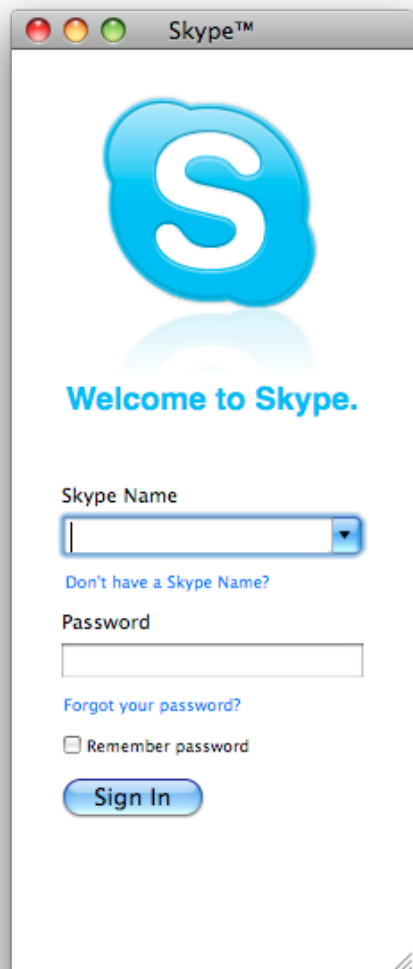 Skype™
S
Welcome to Skype.
Skype Name
Don't have a Skype Name?
Password
Forgot your password?
Remember password
Sign In